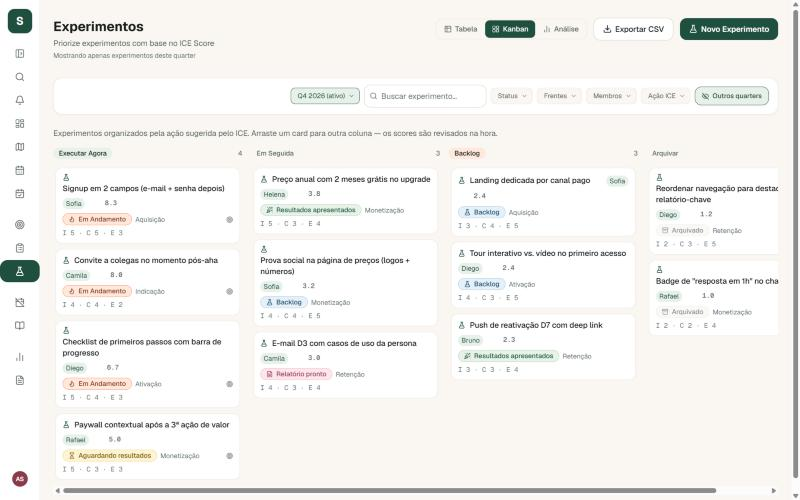 S
Experimentos
Priorize experimentos com base no ICE Score
Mostrando apenas experimentos deste quarter
Tabela
Kanban
Análise
Exportar CSV
Novo Experimento
Q4 2026 (ativo)
Buscar experimento...
Status
Frentes
Membros
Ação ICE
Outros quarters
Experimentos organizados pela ação sugerida pelo ICE. Arraste um card para outra coluna — os scores são revisados na hora.
Executar Agora 4
Signup em 2 campos (e-mail + senha depois)
Sofia 8.3
Em Andamento Aquisição
I 5 · C 5 · E 3
Convite a colegas no momento pós-aha
Camila 8.0
Em Andamento Indicação
I 4 · C 4 · E 2
Checklist de primeiros passos com barra de
progresso
Diego 6.7
Em Andamento Ativação
I 5 · C 4 · E 3
Paywall contextual após a 3ª ação de valor
Rafael 5.0
Aguardando resultados Monetização
I 5 · C 3 · E 3
Em Seguida 3
Preço anual com 2 meses grátis no upgrade
Helena 3.8
Resultados apresentados Monetização
I 5 · C 3 · E 4
Prova social na página de preços (logos +
números)
Sofia 3.2
Backlog Monetização
I 4 · C 4 · E 5
E-mail D3 com casos de uso da persona
Camila 3.0
Relatório pronto Retenção
I 4 · C 3 · E 4
Backlog 3
Landing dedicada por canal pago Sofia
2.4
Backlog Aquisição
I 3 · C 4 · E 5
Tour interativo vs. vídeo no primeiro acesso
Diego 2.4
Backlog Ativação
I 4 · C 3 · E 5
Push de reativação D7 com deep link
Bruno 2.3
Resultados apresentados Retenção
I 3 · C 3 · E 4
Arquivar
Reordenar navegação para destac
relatório-chave
Diego 1.2
Arquivado Retenção
I 2 · C 3 · E 5
Badge de "resposta em 1h" no cha
Rafael 1.0
Arquivado Monetização
I 2 · C 2 · E 4
AS